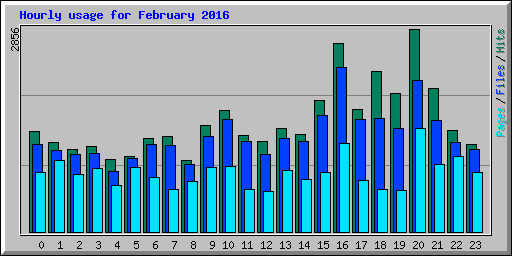 Hourly usage for February 2016
2856
Pages/Files/Hits
0 1 2 3 4 5 6 7 8 9 10 11 12 13 14 15 16 17 18 19 20 21 22 23